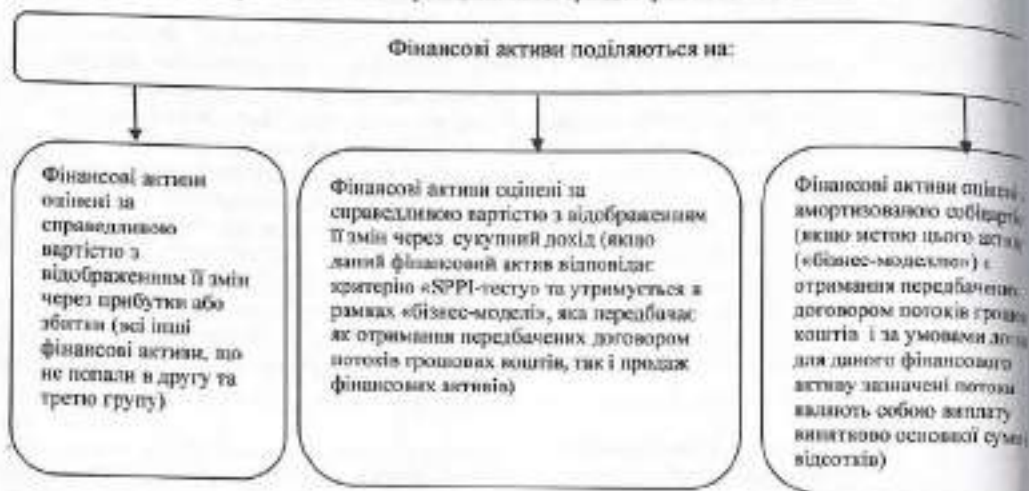 Фінансові активи поділяються на:
Фінансові активи
оцінені за
справедливою
вартістю з
відображенням її змін
через прибутки або
збитки (всі інші
фінансові активи, що
не попали в другу та
третю групу)
Фінансові активи оцінені за
справедливою вартістю з відображенням
її змін через сукупний дохід (якщо
даний фінансовий актив відповідає
критерію «SPPI-тесту» та утримується в
рамках «бізнес-моделі», яка передбачає
як отримання передбачених договором
потоків грошових коштів, так і продаж
фінансових активів)
Фінансові активи оцінені
амортизованою
(якщо метою цього
(«бізнес-моделлю») є
отримання передбачених
договором потоків
коштів і за умовами
для даного фінансового
активу зазначені потоки
являють собою виплату
винятково основної
відсотків)